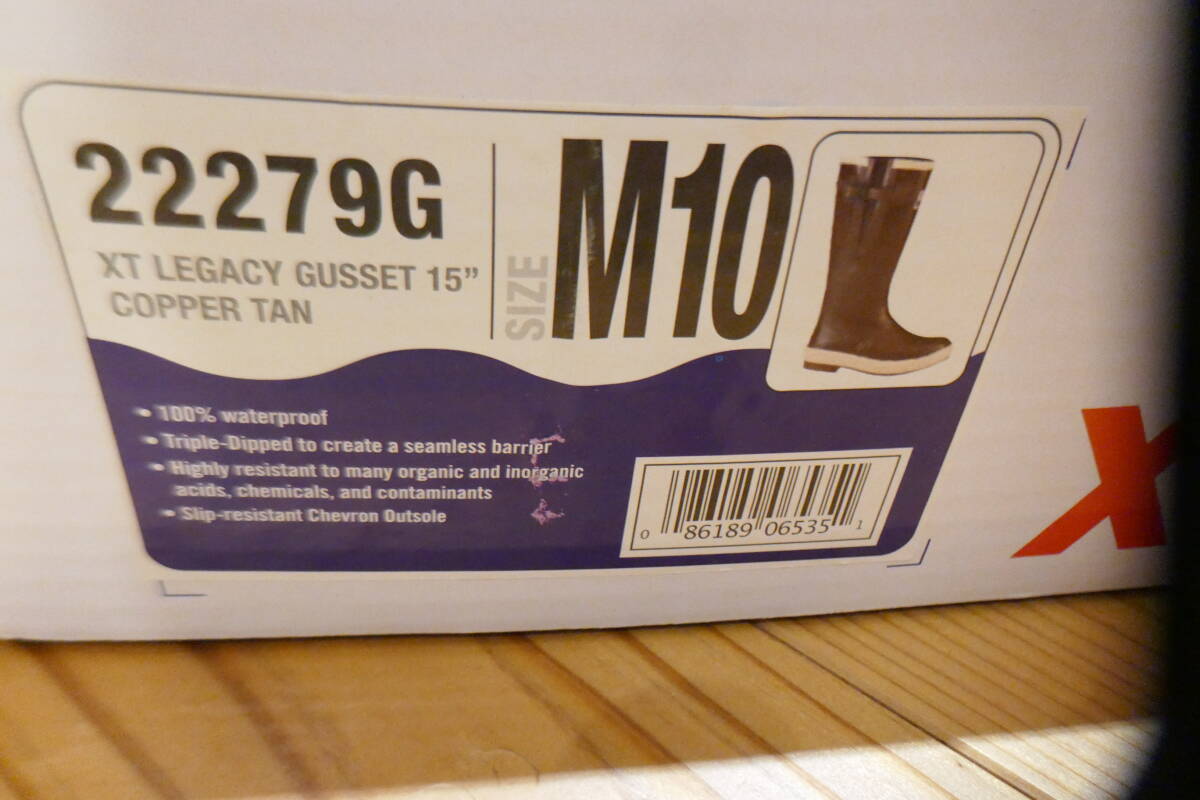 22279G
XT LEGACY GUSSET 15”
COPPER TAN
SIZE
M10
• 100% waterproof
• Triple-Dipped to create a seamless barrier
• Highly resistant to many organic and inorganic
acids, chemicals, and contaminants
• Slip-resistant Chevron Outsole
0 86189 06535 1
X